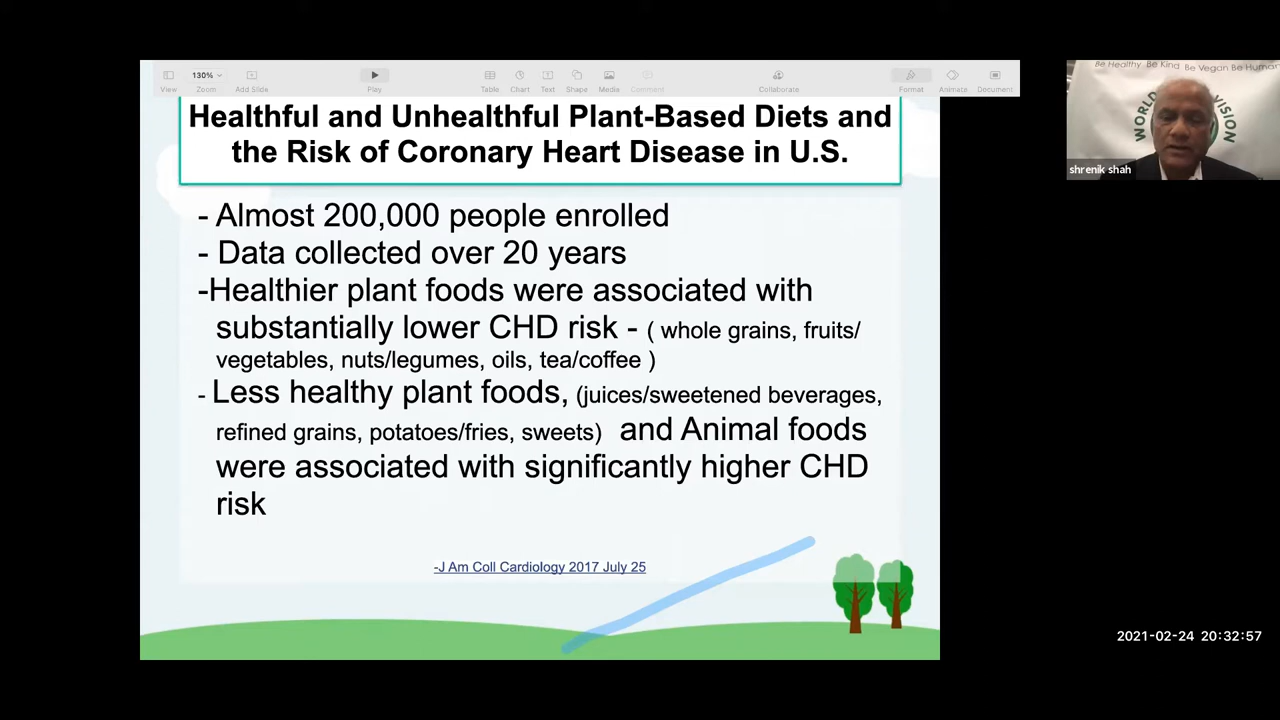 View
130%
Zoom
Add Slide
Play
Table
Chart
Text
Shape
Media
Comment
Collaborate
Format
Animate
Document
Healthful and Unhealthful Plant-Based Diets and
the Risk of Coronary Heart Disease in U.S.
- Almost 200,000 people enrolled
- Data collected over 20 years
-Healthier plant foods were associated with
substantially lower CHD risk - ( whole grains, fruits/
vegetables, nuts/legumes, oils, tea/coffee )
- Less healthy plant foods, (juices/sweetened beverages,
refined grains, potatoes/fries, sweets) and Animal foods
were associated with significantly higher CHD
risk
-J Am Coll Cardiology 2017 July 25
Be Healthy Be Kind Be Vegan Be Human
WORLD VISION
shrenik shah
2021-02-24 20:32:57